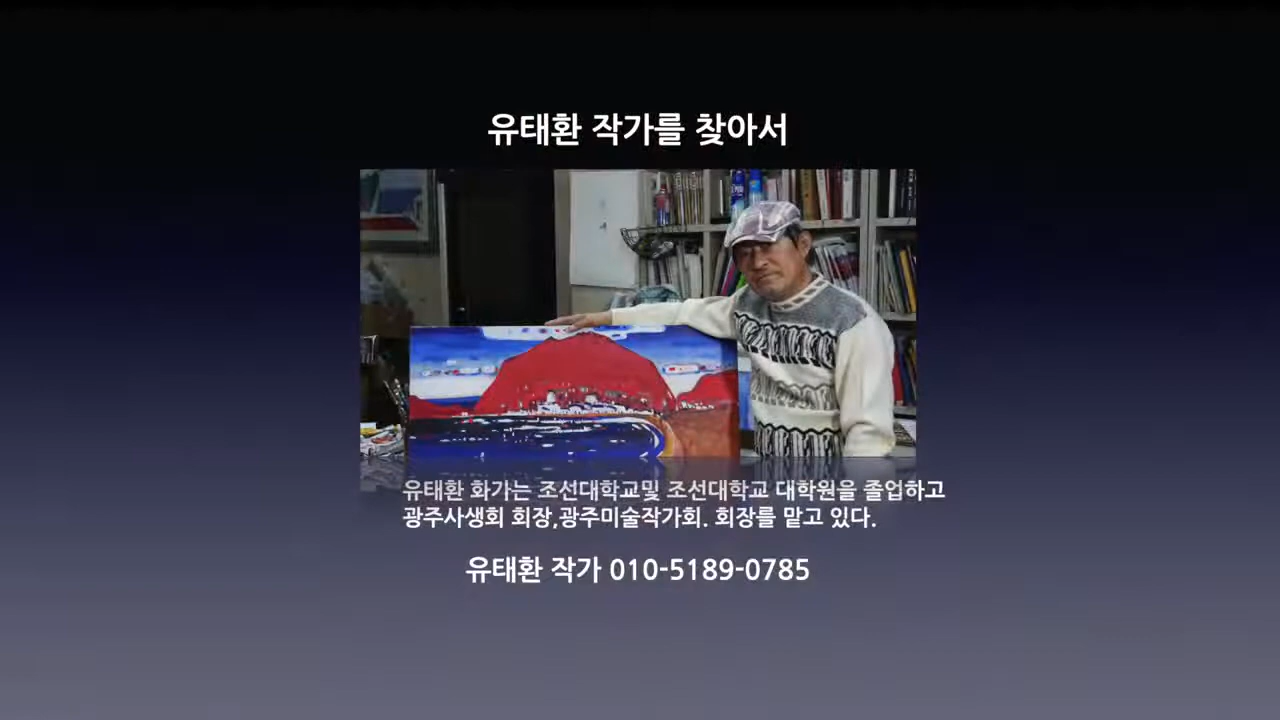 유태환 작가를 찾아서
유태환 화가는 조선대학교및 조선대학교 대학원을 졸업하고
광주사생회 회장,광주미술작가회. 회장를 맡고 있다.
유태환 작가 010-5189-0785